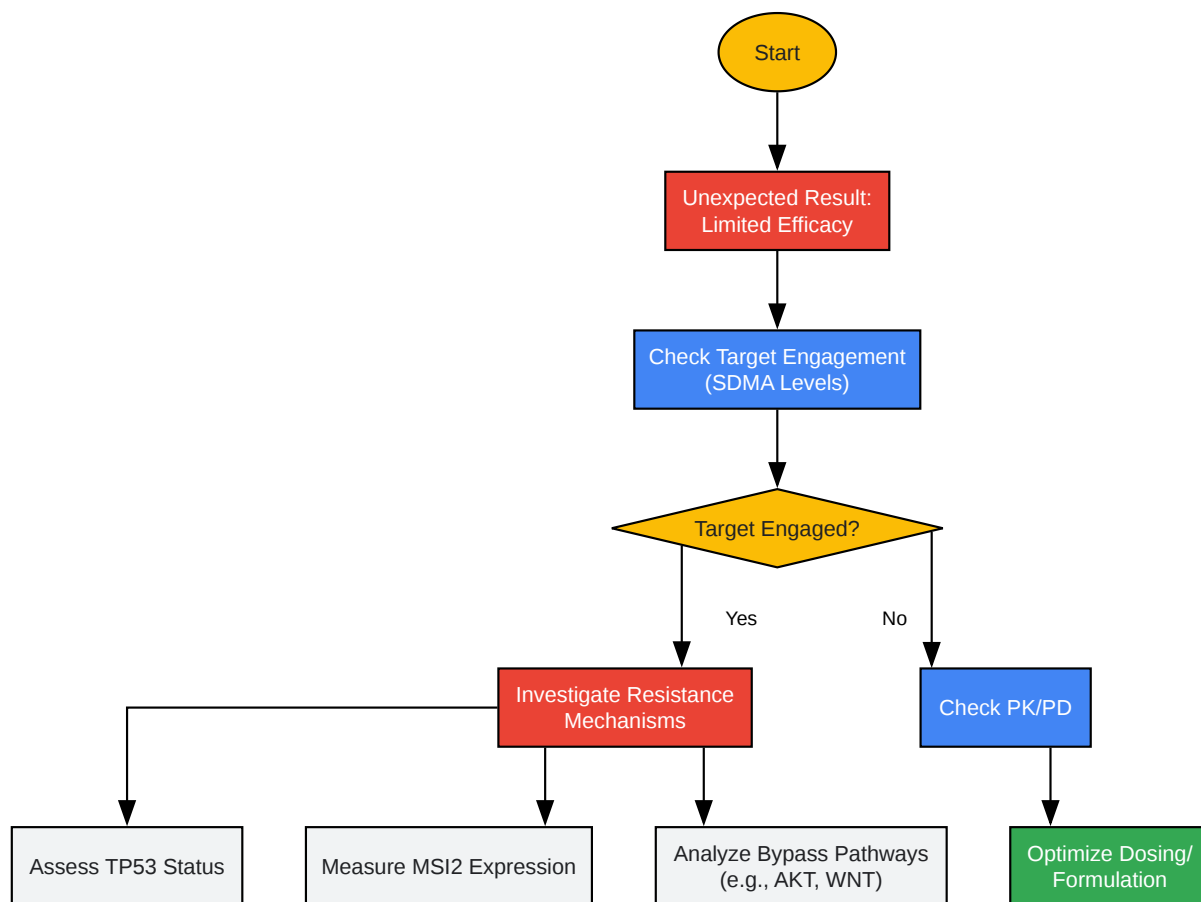 Start
Unexpected Result:
Limited Efficacy
Check Target Engagement
(SDMA Levels)
Target Engaged?
Yes
No
Investigate Resistance
Mechanisms
Check PK/PD
Assess TP53 Status
Measure MSI2 Expression
Analyze Bypass Pathways
(e.g., AKT, WNT)
Optimize Dosing/
Formulation